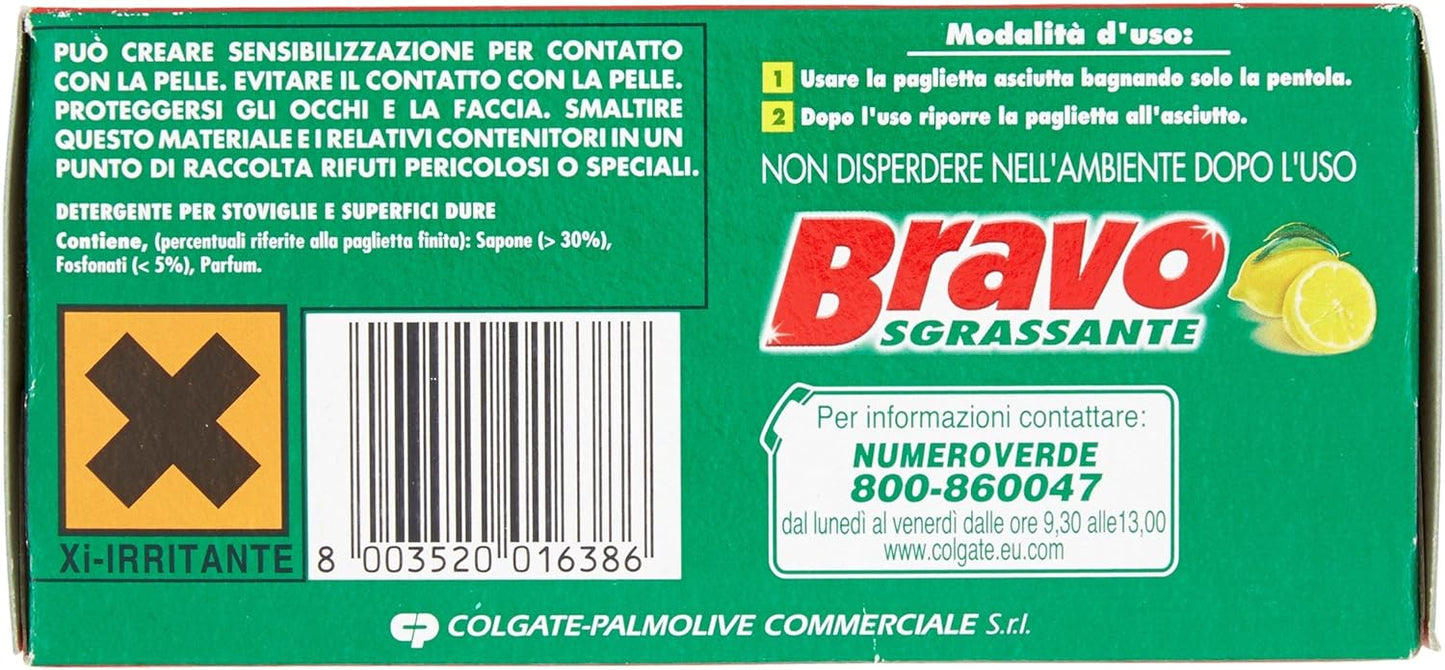 PUÒ CREARE SENSIBILIZZAZIONE PER CONTATTO
CON LA PELLE. EVITARE IL CONTATTO CON LA PELLE.
PROTEGGERSI GLI OCCHI E LA FACCIA. SMALTIRE
QUESTO MATERIALE E I RELATIVI CONTENITORI IN UN
PUNTO DI RACCOLTA RIFUTI PERICOLOSI O SPECIALI.
DETERGENTE PER STOVIGLIE E SUPERFICI DURE
Contiene, (percentuali riferite alla paglietta finita): Sapone (> 30%),
Fosfonati (< 5%), Parfum.
Xi-IRRITANTE
8 003520 016386
Modalità d'uso:
1 Usare la paglietta asciutta bagnando solo la pentola.
2 Dopo l'uso riporre la paglietta all'asciutto.
NON DISPERDERE NELL'AMBIENTE DOPO L'USO
Bravo
SGRASSANTE
Per informazioni contattare:
NUMEROVERDE
800-860047
dal lunedì al venerdì dalle ore 9,30 alle 13,00
www.colgate.eu.com
CP COLGATE-PALMOLIVE COMMERCIALE S.r.l.